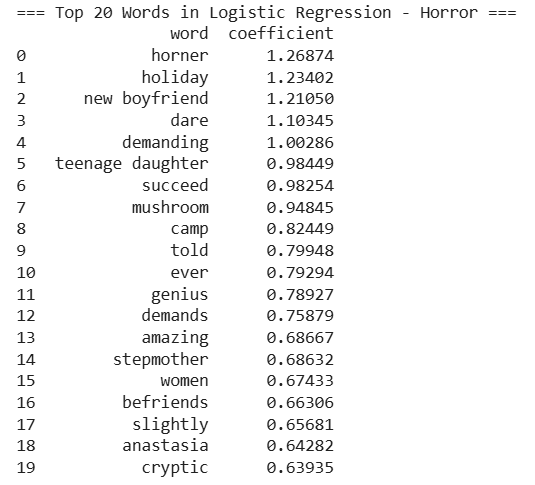 === Top 20 Words in Logistic Regression - Horror ===
word coefficient
0 horner 1.26874
1 holiday 1.23402
2 new boyfriend 1.21050
3 dare 1.10345
4 demanding 1.00286
5 teenage daughter 0.98449
6 succeed 0.98254
7 mushroom 0.94845
8 camp 0.82449
9 told 0.79948
10 ever 0.79294
11 genius 0.78927
12 demands 0.75879
13 amazing 0.68667
14 stepmother 0.68632
15 women 0.67433
16 befriends 0.66306
17 slightly 0.65681
18 anastasia 0.64282
19 cryptic 0.63935